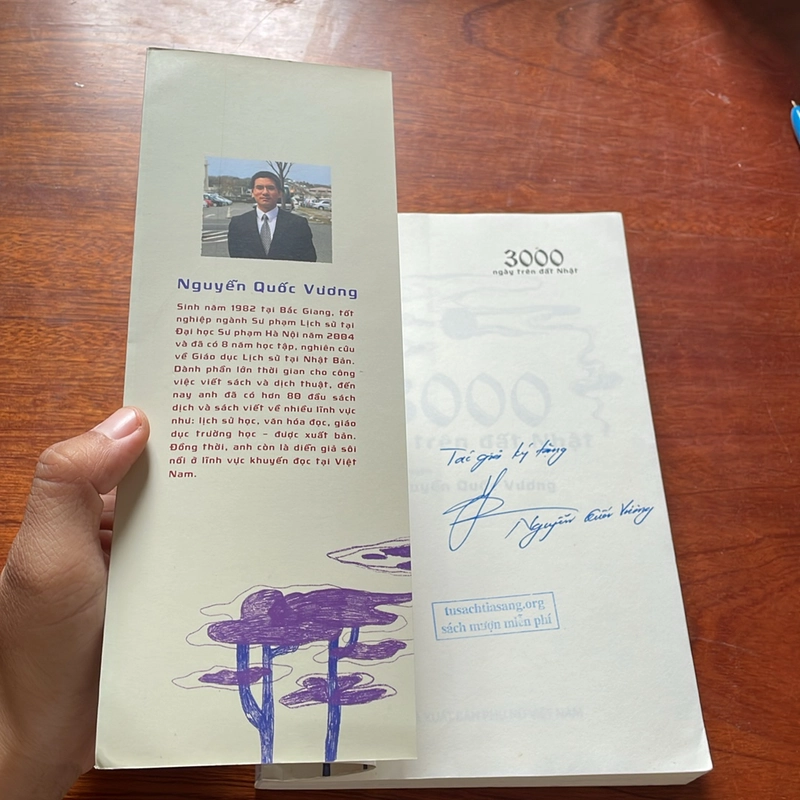 Nguyễn Quốc Vương
Sinh năm 1982 tại Bắc Giang, tốt
nghiệp ngành Sư phạm Lịch sử tại
Đại học Sư phạm Hà Nội năm 2004
và đã có 8 năm học tập, nghiên cứu
về Giáo dục Lịch sử tại Nhật Bản.
Dành phần lớn thời gian cho công
việc viết sách và dịch thuật, đến
nay anh đã có hơn 80 đầu sách
dịch và sách viết về nhiều lĩnh vực
như: lịch sử học, văn hóa đọc, giáo
dục trường học - được xuất bản.
Đồng thời, anh còn là diễn giả sôi
nổi ở lĩnh vực khuyến đọc tại Việt
Nam.
3000
ngày trên đất Nhật
3000
trên đất Nhật
Nguyễn Quốc Vương
Tác giả ký tặng
Nguyễn Quốc Vương
tusachtiasang.org
sách mượn miễn phí